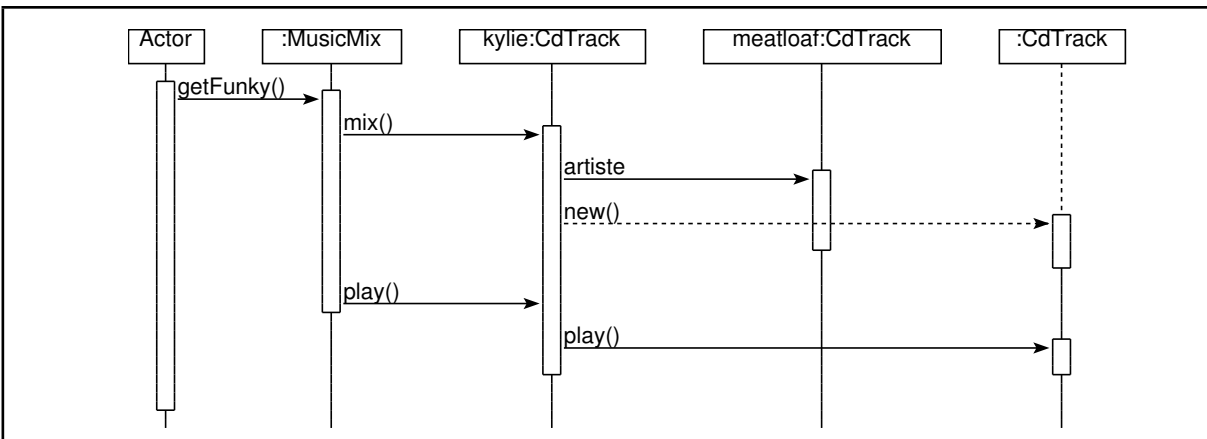 Actor :MusicMix kylie:CdTrack meatloaf:CdTrack :CdTrack
getFunky()
mix()
artiste
new()
play()
play()